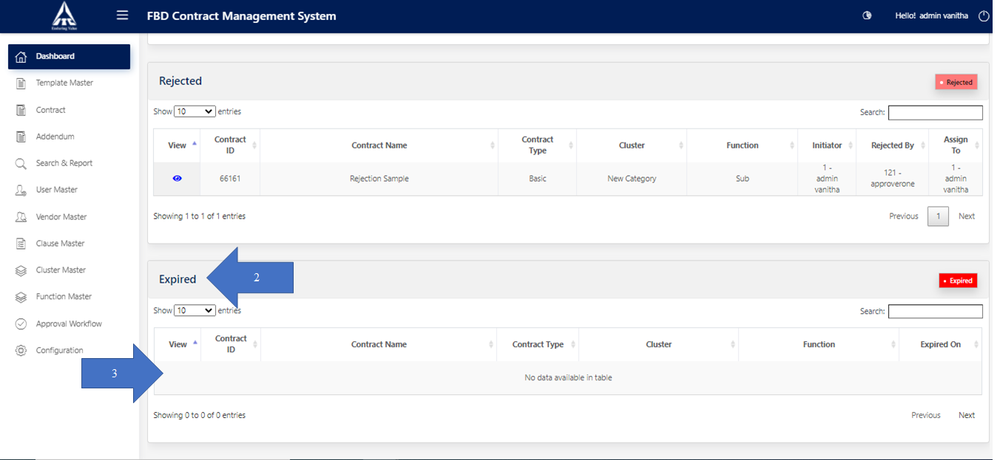 FBD Contract Management System
Hello! admin vanitha
Enduring Value
Dashboard
Template Master
Contract
Addendum
Search & Report
User Master
Vendor Master
Clause Master
Cluster Master
Function Master
Approval Workflow
Configuration
Rejected
Rejected
Show 10 entries
Search:
View Contract ID Contract Name Contract Type Cluster Function Initiator Rejected By Assign To
66161 Rejection Sample Basic New Category Sub 1 - admin vanitha 121 - approverone 1 - admin vanitha
Showing 1 to 1 of 1 entries
Previous 1 Next
Expired
2
Expired
Show 10 entries
Search:
View Contract ID Contract Name Contract Type Cluster Function Expired On
3
No data available in table
Showing 0 to 0 of 0 entries
Previous Next